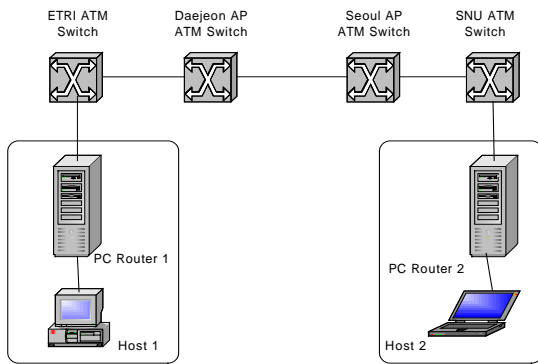 ETRI ATM
Switch
Daejeon AP
ATM Switch
Seoul AP
ATM Switch
SNU ATM
Switch
PC Router 1
PC Router 2
Host 1
Host 2